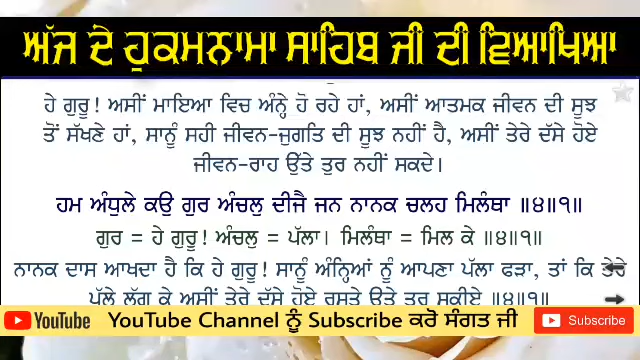 ਅੱਜ ਦੇ ਹੁਕਮਨਾਮਾ ਸਾਹਿਬ ਜੀ ਦੀ ਵਿਆਖਿਆ
ਹੇ ਗੁਰੂ! ਅਸੀਂ ਮਾਇਆ ਵਿਚ ਅੰਨ੍ਹੇ ਹੋ ਰਹੇ ਹਾਂ, ਅਸੀਂ ਆਤਮਕ ਜੀਵਨ ਦੀ ਸੂਝ
ਤੋਂ ਸੱਖਣੇ ਹਾਂ, ਸਾਨੂੰ ਸਹੀ ਜੀਵਨ-ਜੁਗਤਿ ਦੀ ਸੂਝ ਨਹੀਂ ਹੈ, ਅਸੀਂ ਤੇਰੇ ਦੱਸੇ ਹੋਏ
ਜੀਵਨ-ਰਾਹ ਉੱਤੇ ਤੁਰ ਨਹੀਂ ਸਕਦੇ।
ਹਮ ਅੰਧੁਲੇ ਕਉ ਗੁਰ ਅੰਚਲੁ ਦੀਜੈ ਜਨ ਨਾਨਕ ਚਲਹ ਮਿਲੰਥਾ ॥੪॥੧॥
ਗੁਰ = ਹੇ ਗੁਰੂ! ਅੰਚਲੁ = ਪੱਲਾ। ਮਿਲੰਥਾ = ਮਿਲ ਕੇ ॥੪॥੧॥
ਨਾਨਕ ਦਾਸ ਆਖਦਾ ਹੈ ਕਿ ਹੇ ਗੁਰੂ! ਸਾਨੂੰ ਅੰਨ੍ਹਿਆਂ ਨੂੰ ਆਪਣਾ ਪੱਲਾ ਫੜਾ, ਤਾਂ ਕਿ ਤੇਰੇ
ਪੱਲੇ ਲੱਗ ਕੇ ਅਸੀਂ ਤੇਰੇ ਦੱਸੇ ਹੋਏ ਰਸਤੇ ਉਤੇ ਤੁਰ ਸਕੀਏ ॥੪॥੧॥
YouTube YouTube Channel ਨੂੰ Subscribe ਕਰੋ ਸੰਗਤ ਜੀ Subscribe